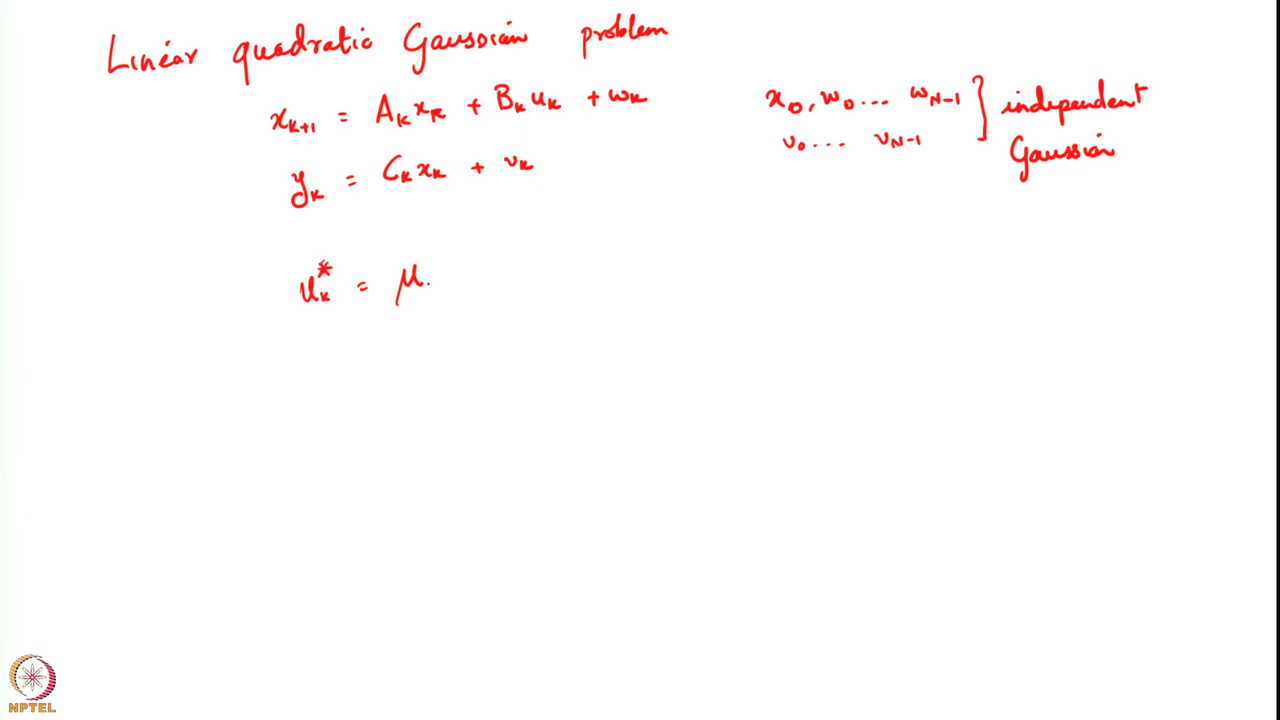 Linear quadratic Gaussian problem
x_{k+1} = A_k x_k + B_k u_k + w_k
x_0, w_0 ... w_{N-1}
v_0 ... v_{N-1}
} independent
Gaussian
y_k = C_k x_k + v_k
u_k^* = μ.
NPTEL